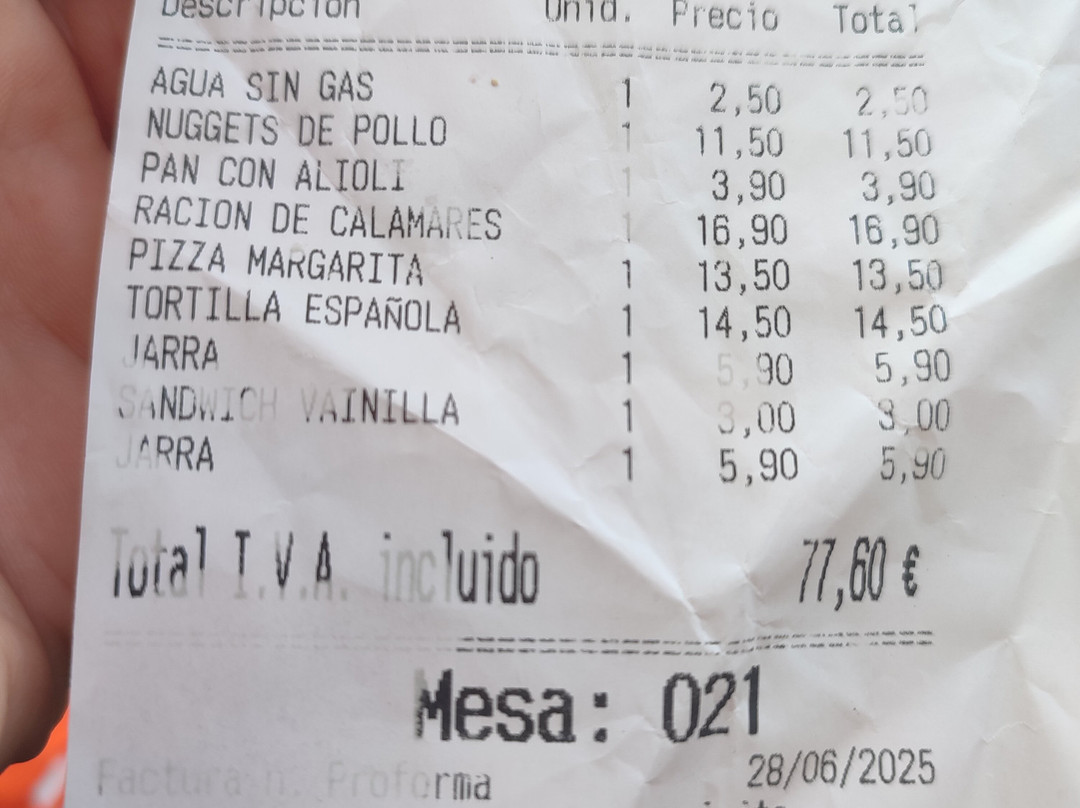 Descripción Unid. Precio Total
AGUA SIN GAS 1 2,50 2,50
NUGGETS DE POLLO 1 11,50 11,50
PAN CON ALIOLI 1 3,90 3,90
RACION DE CALAMARES 1 16,90 16,90
PIZZA MARGARITA 1 13,50 13,50
TORTILLA ESPAÑOLA 1 14,50 14,50
JARRA 1 5,90 5,90
SANDWICH VAINILLA 1 3,00 3,00
JARRA 1 5,90 5,90
Total I.V.A. incluido 77,60 €
Mesa: 021
Factura n. Proforma 28/06/2025